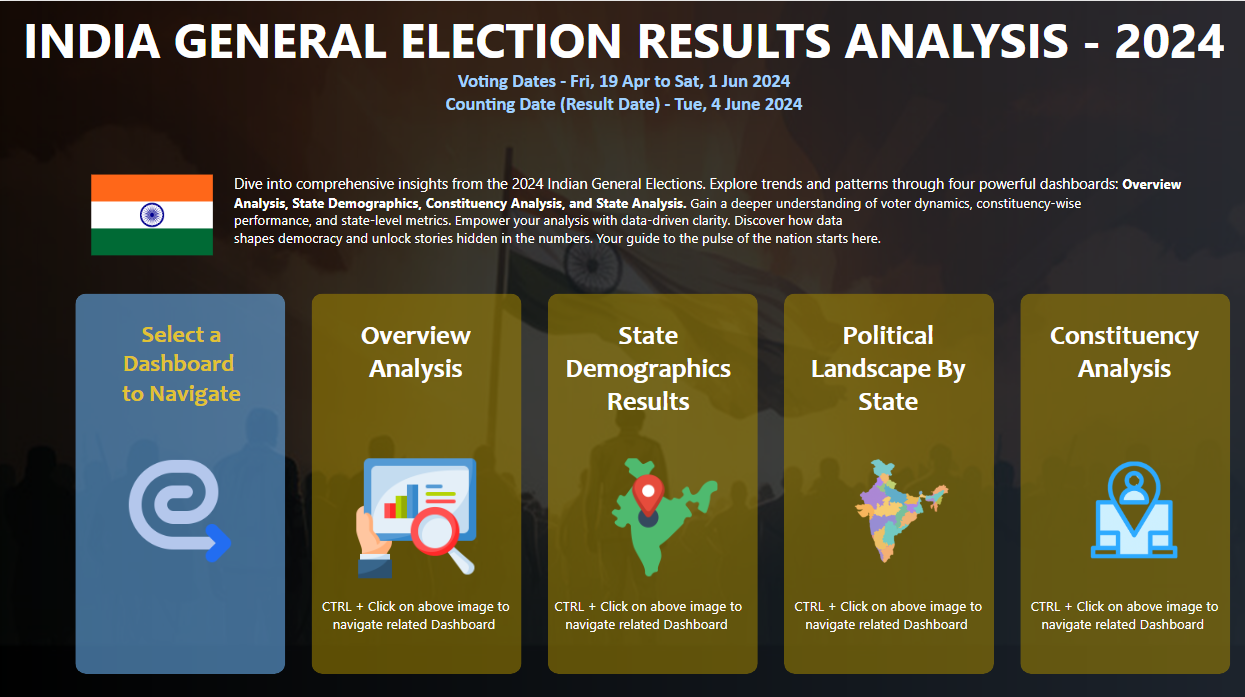 INDIA GENERAL ELECTION RESULTS ANALYSIS - 2024
Voting Dates - Fri, 19 Apr to Sat, 1 Jun 2024
Counting Date (Result Date) - Tue, 4 June 2024
Dive into comprehensive insights from the 2024 Indian General Elections. Explore trends and patterns through four powerful dashboards: Overview
Analysis, State Demographics, Constituency Analysis, and State Analysis. Gain a deeper understanding of voter dynamics, constituency-wise
performance, and state-level metrics. Empower your analysis with data-driven clarity. Discover how data
shapes democracy and unlock stories hidden in the numbers. Your guide to the pulse of the nation starts here.
Select a
Dashboard
to Navigate
Overview
Analysis
CTRL + Click on above image to
navigate related Dashboard
State
Demographics
Results
CTRL + Click on above image to
navigate related Dashboard
Political
Landscape By
State
CTRL + Click on above image to
navigate related Dashboard
Constituency
Analysis
CTRL + Click on above image to
navigate related Dashboard